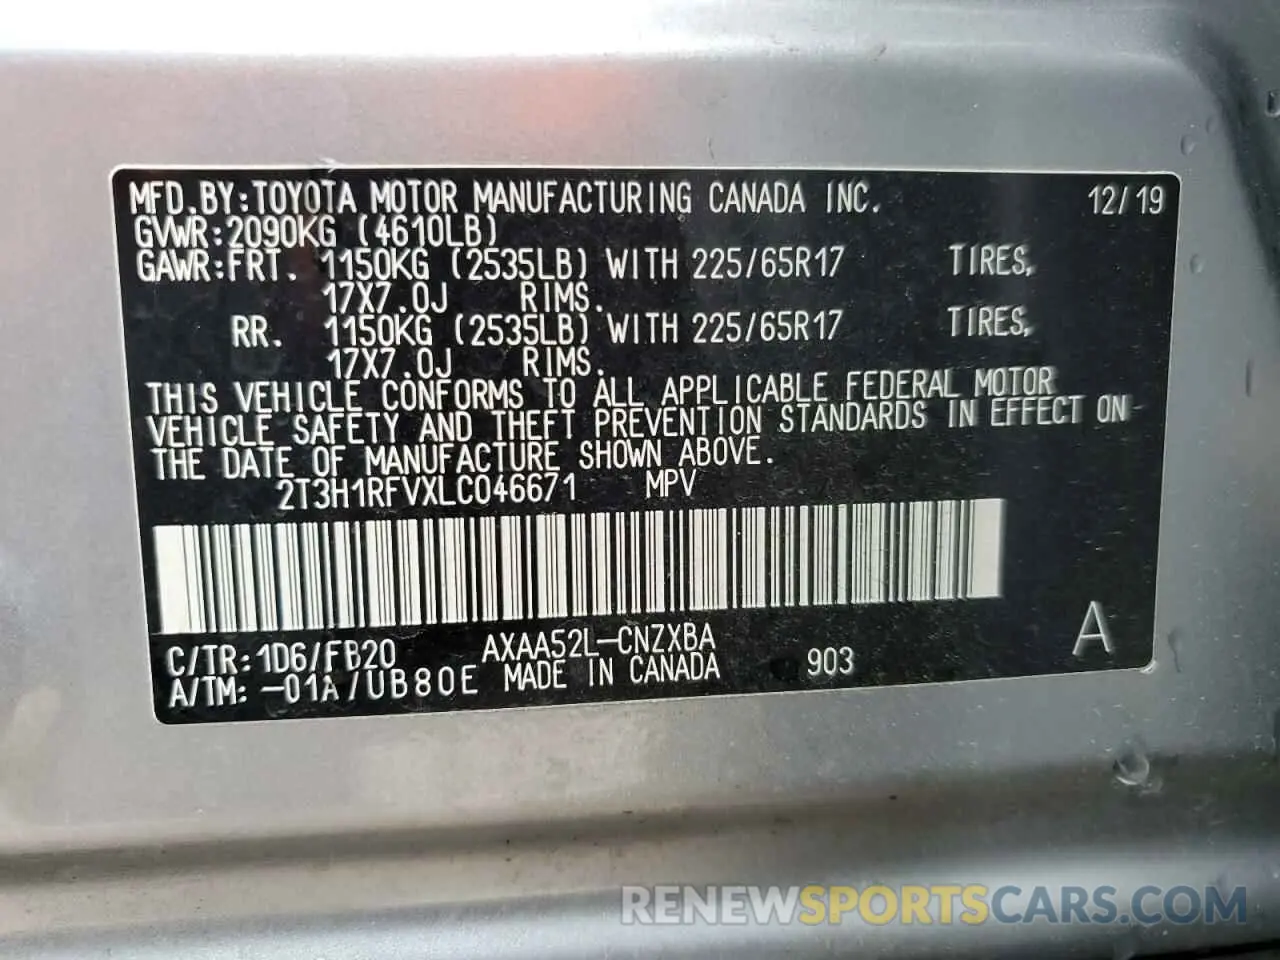 MFD.BY:TOYOTA MOTOR MANUFACTURING CANADA INC. 12/19
GVWR:2090KG (4610LB)
GAWR:FRT. 1150KG (2535LB) WITH 225/65R17 TIRES,
17X7.0J RIMS.
RR. 1150KG (2535LB) WITH 225/65R17 TIRES,
17X7.0J RIMS.
THIS VEHICLE CONFORMS TO ALL APPLICABLE FEDERAL MOTOR
VEHICLE SAFETY AND THEFT PREVENTION STANDARDS IN EFFECT ON
THE DATE OF MANUFACTURE SHOWN ABOVE.
2T3H1RFVXLC046671 MPV
C/TR:1D6/FB20 AXAA52L-CNZXBA
A/TM:-01A/UB80E MADE IN CANADA 903 A
RENEWSPORTSCARS.COM